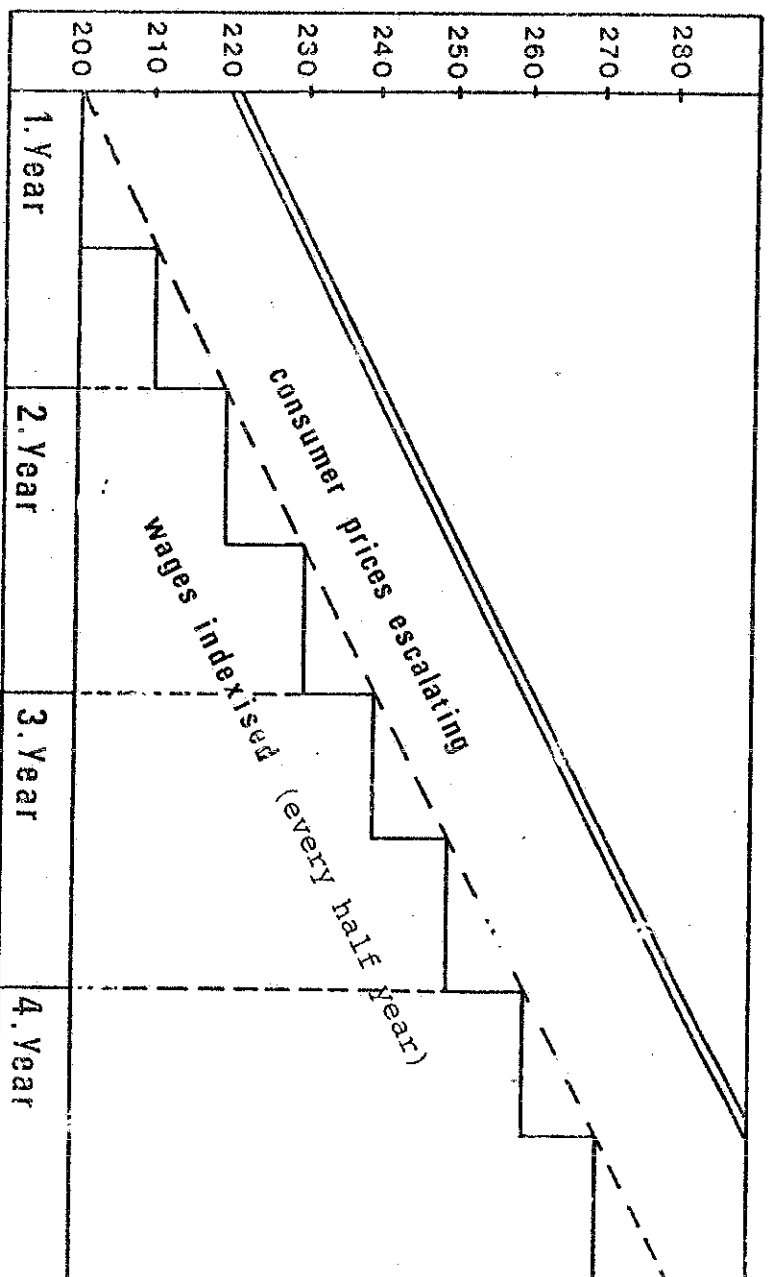 280
270
260
250
240
230
220
210
200
consumer prices escalating
wages indexised (every half year)
1.Year
2.Year
3.Year
4.Year